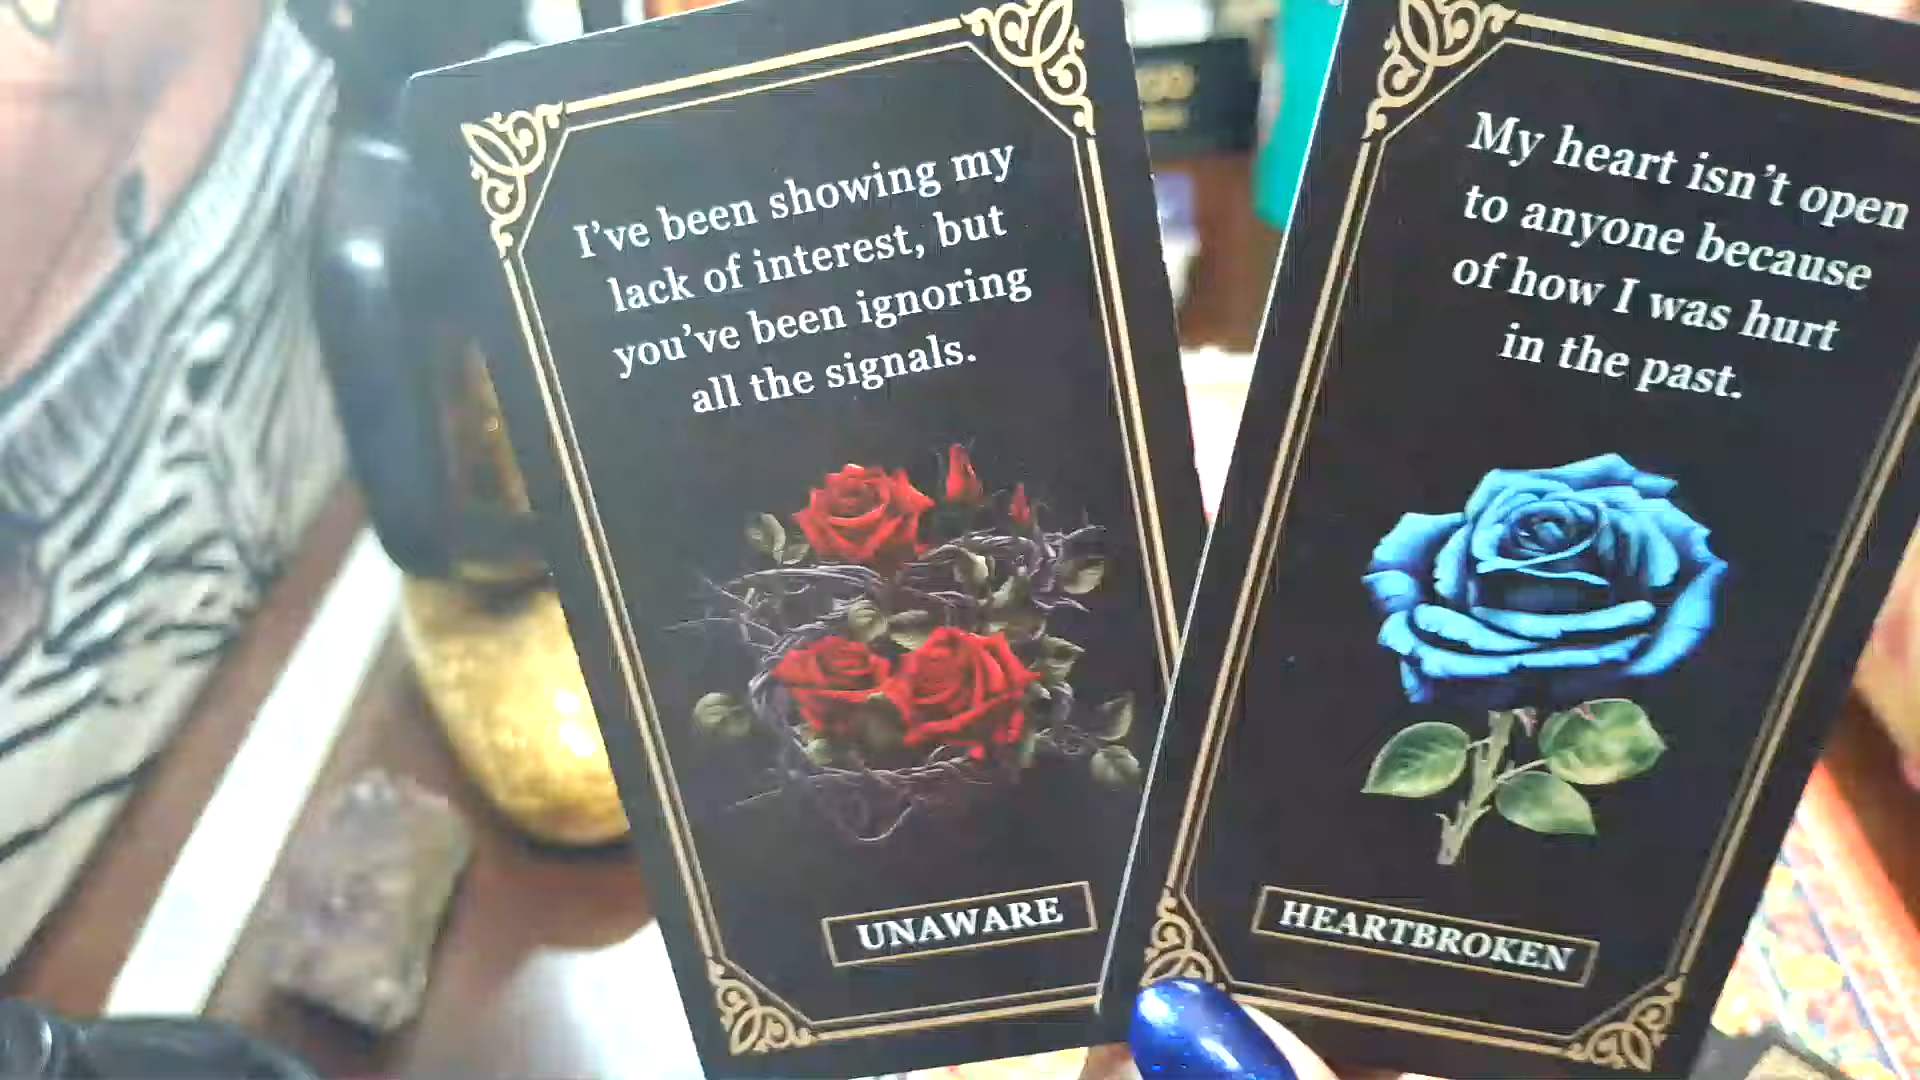 I've been showing my
lack of interest, but
you've been ignoring
all the signals.
UNAWARE
My heart isn't open
to anyone because
of how I was hurt
in the past.
HEARTBROKEN